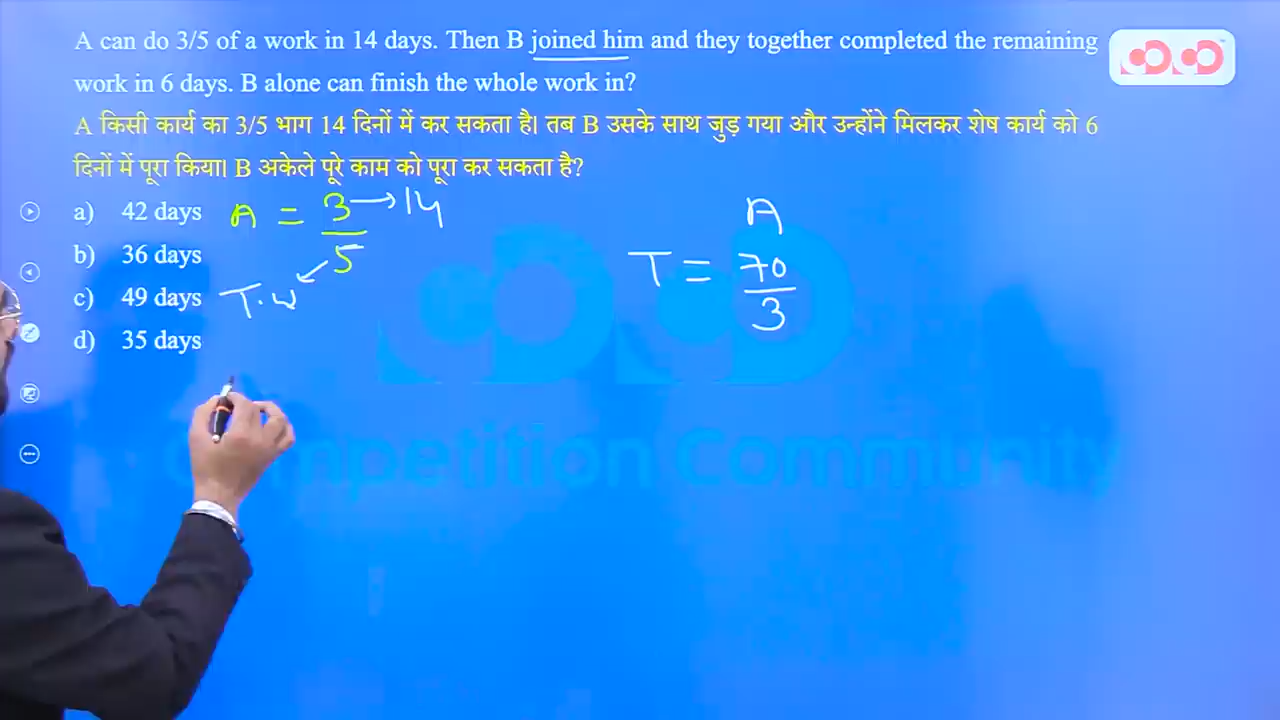 A can do 3/5 of a work in 14 days. Then B joined him and they together completed the remaining
work in 6 days. B alone can finish the whole work in?
A किसी कार्य का 3/5 भाग 14 दिनों में कर सकता है। तब B उसके साथ जुड़ गया और उन्होंने मिलकर शेष कार्य को 6
दिनों में पूरा किया। B अकेले पूरे काम को पूरा कर सकता है?
a) 42 days
b) 36 days
c) 49 days
d) 35 days
A = 3/5 → 14
T.W
A
T = 70/3
Competition Community